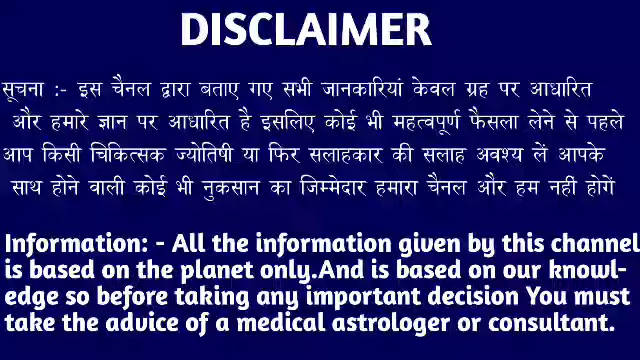 DISCLAIMER
सूचना :- इस चैनल द्वारा बताए गए सभी जानकारियां केवल ग्रह पर आधारित
और हमारे ज्ञान पर आधारित है इसलिए कोई भी महत्वपूर्ण फैसला लेने से पहले
आप किसी चिकित्सक ज्योतिषी या फिर सलाहकार की सलाह अवश्य लें आपके
साथ होने वाली कोई भी नुकसान का जिम्मेदार हमारा चैनल और हम नहीं होगें
Information: - All the information given by this channel
is based on the planet only.And is based on our knowl-
edge so before taking any important decision You must
take the advice of a medical astrologer or consultant.